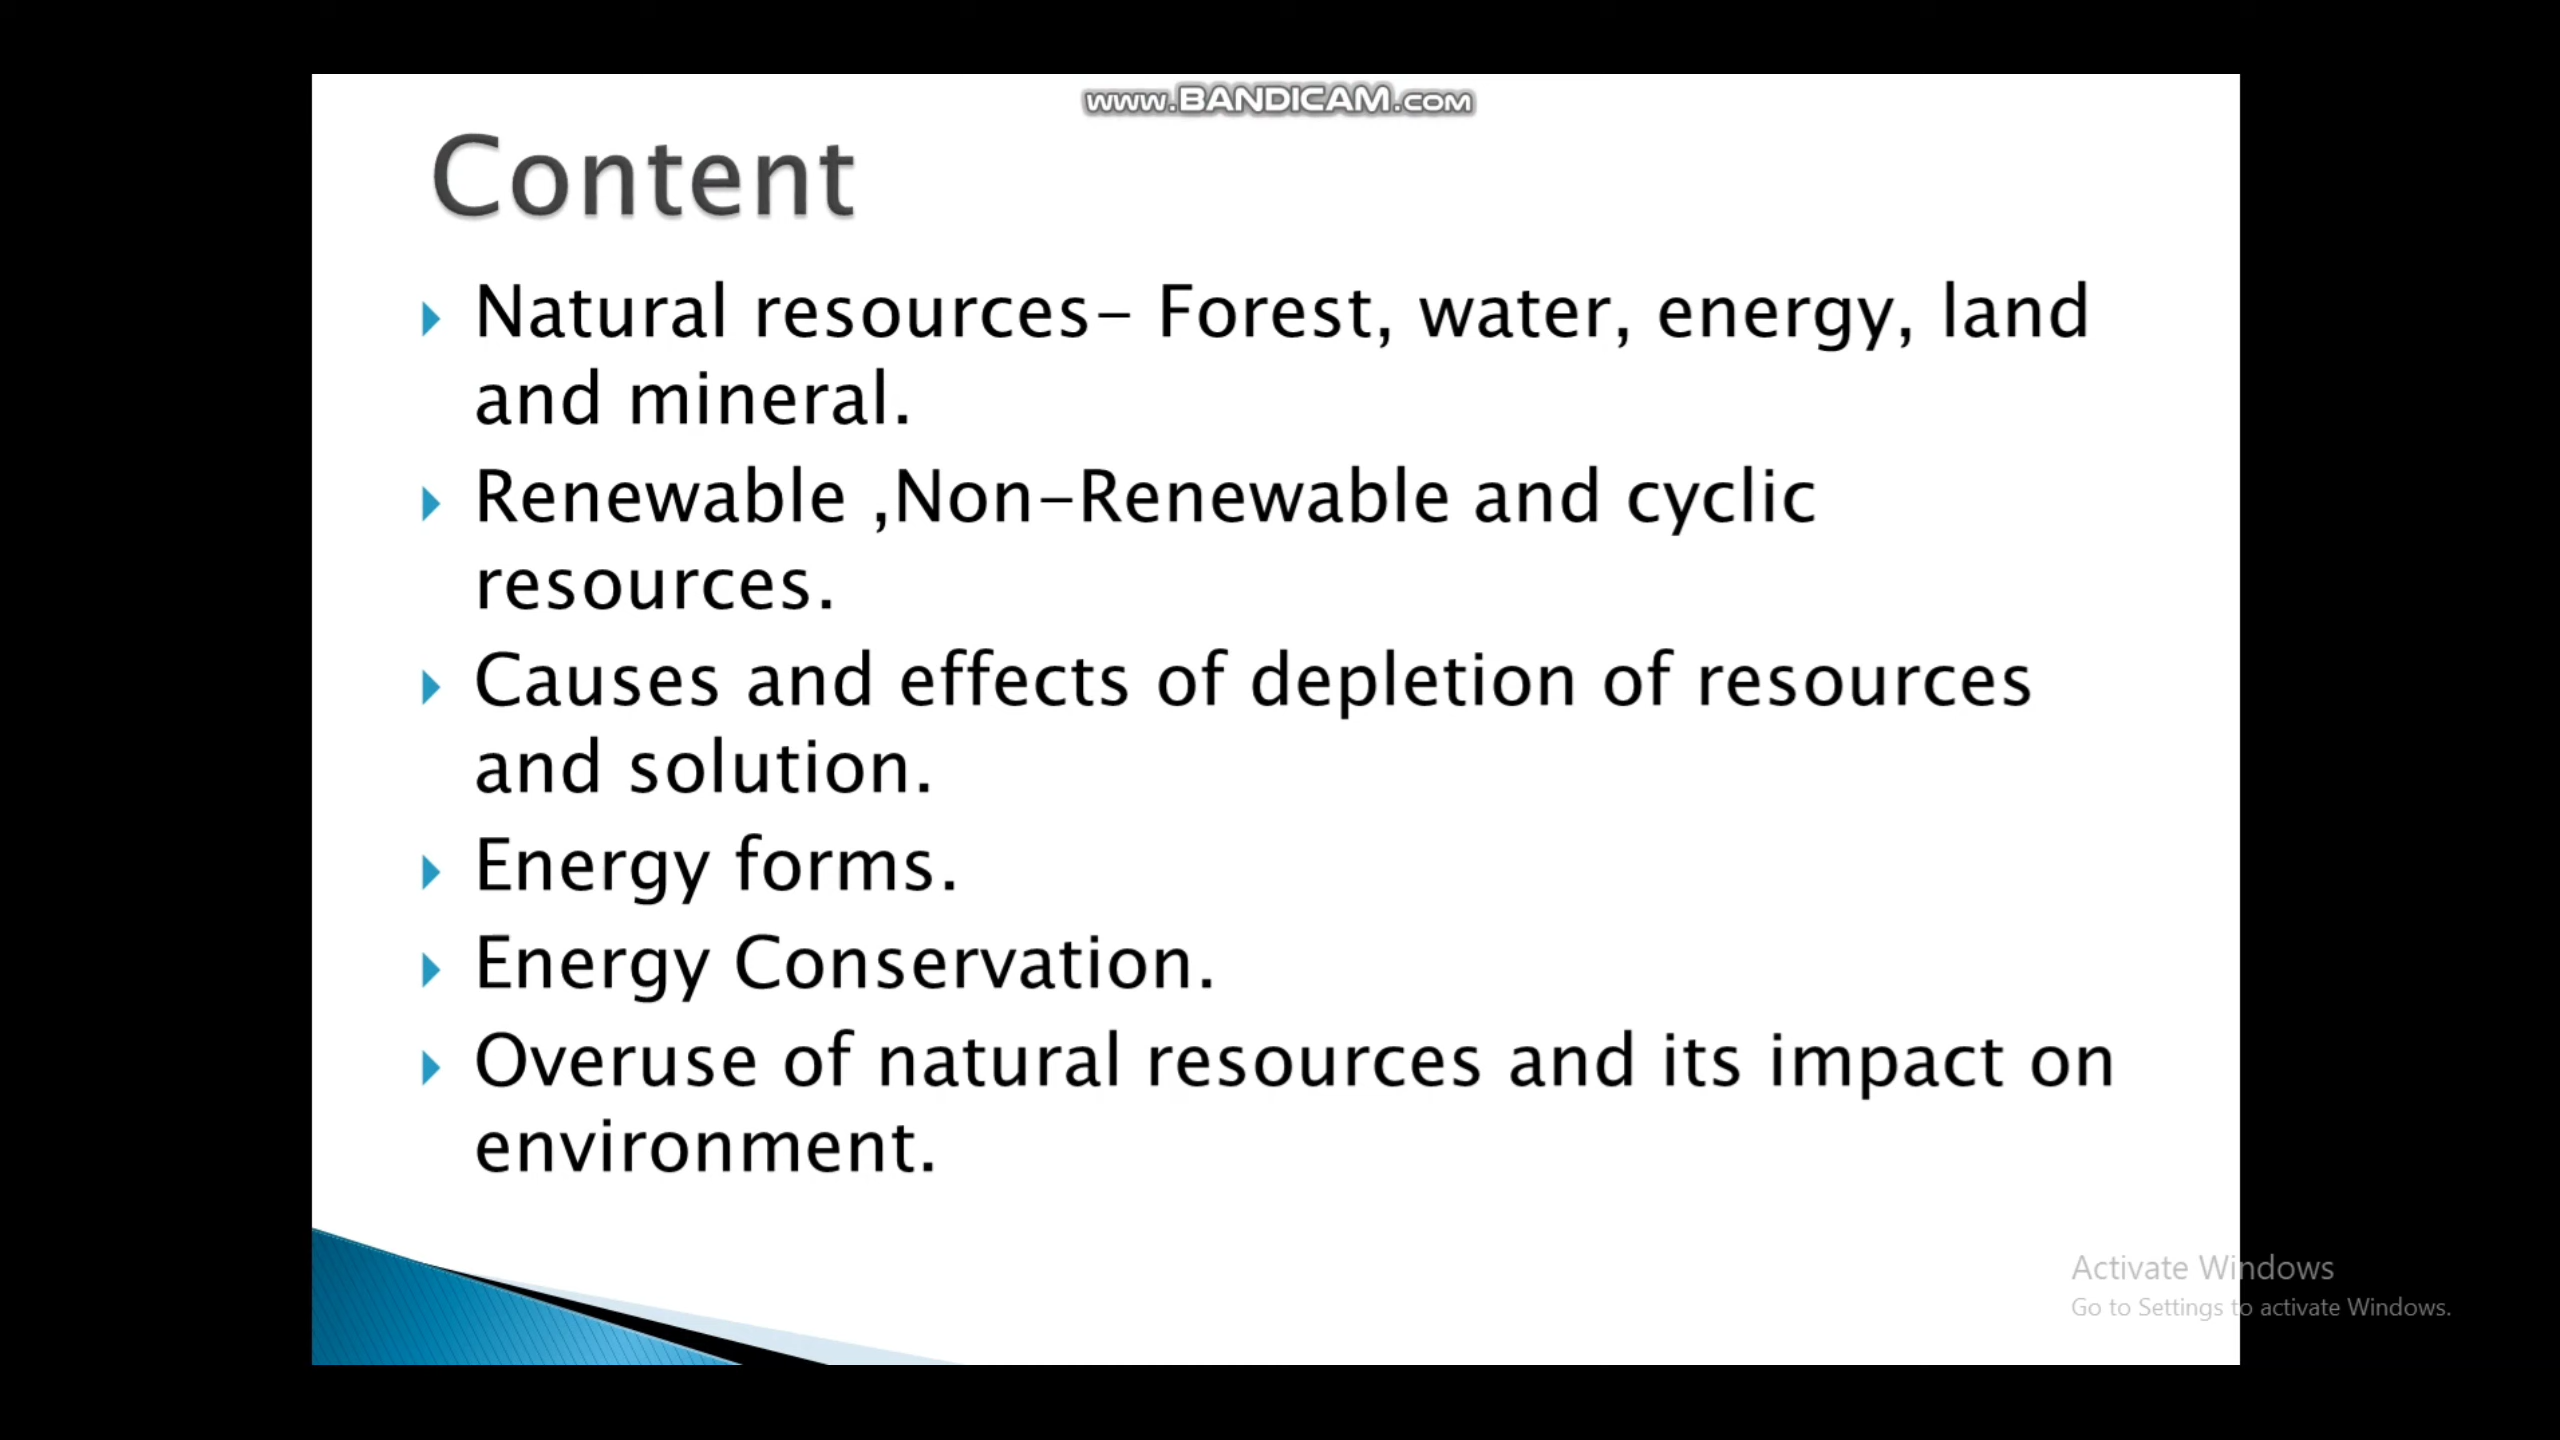 www.BANDICAM.com
Content
Natural resources- Forest, water, energy, land
and mineral.
Renewable ,Non-Renewable and cyclic
resources.
Causes and effects of depletion of resources
and solution.
Energy forms.
Energy Conservation.
Overuse of natural resources and its impact on
environment.
Activate Windows
Go to Settings to activate Windows.